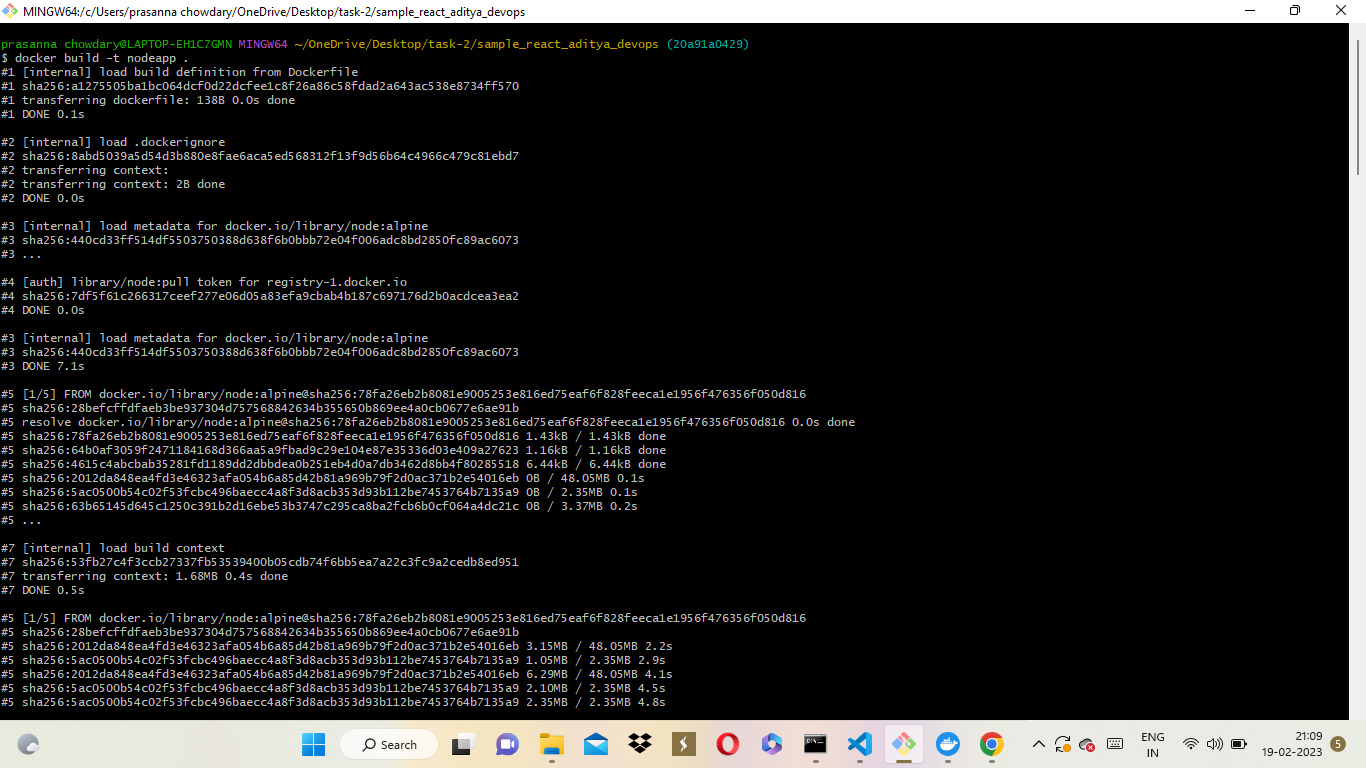 MINGW64:/c/Users/prasanna chowdary/OneDrive/Desktop/task-2/sample_react_aditya_devops
prasanna chowdary@LAPTOP-EH1C7GMN MINGW64 ~/OneDrive/Desktop/task-2/sample_react_aditya_devops (20a91a0429)
$ docker build -t nodeapp .
#1 [internal] load build definition from Dockerfile
#1 sha256:a1275505ba1bc064dcf0d22dcfee1c8f26a86c58fdad2a643ac538e8734ff570
#1 transferring dockerfile: 138B 0.0s done
#1 DONE 0.1s
#2 [internal] load .dockerignore
#2 sha256:8abd5039a5d54d3b880e8fae6aca5ed568312f13f9d56b64c4966c479c81ebd7
#2 transferring context:
#2 transferring context: 2B done
#2 DONE 0.0s
#3 [internal] load metadata for docker.io/library/node:alpine
#3 sha256:440cd33ff514df5503750388d638f6b0bbb72e04f006adc8bd2850fc89ac6073
#3 ...
#4 [auth] library/node:pull token for registry-1.docker.io
#4 sha256:7df5f61c266317ceef277e06d05a83efa9cbab4b187c697176d2b0acdcea3ea2
#4 DONE 0.0s
#3 [internal] load metadata for docker.io/library/node:alpine
#3 sha256:440cd33ff514df5503750388d638f6b0bbb72e04f006adc8bd2850fc89ac6073
#3 DONE 7.1s
#5 [1/5] FROM docker.io/library/node:alpine@sha256:78fa26eb2b8081e9005253e816ed75eaf6f828feeca1e1956f476356f050d816
#5 sha256:28befcffdfaeb3be937304d757568842634b355650b869ee4a0cb0677e6ae91b
#5 resolve docker.io/library/node:alpine@sha256:78fa26eb2b8081e9005253e816ed75eaf6f828feeca1e1956f476356f050d816 0.0s done
#5 sha256:78fa26eb2b8081e9005253e816ed75eaf6f828feeca1e1956f476356f050d816 1.43kB / 1.43kB done
#5 sha256:64b0af3059f2471184168d366aa5a9fbad9c29e104e87e35336d03e409a27623 1.16kB / 1.16kB done
#5 sha256:4615c4abcbab35281fd1189dd2dbbdea0b251eb4d0a7db3462d8bb4f80285518 6.44kB / 6.44kB done
#5 sha256:2012da848ea4fd3e46323afa054b6a85d42b81a969b79f2d0ac371b2e54016eb 0B / 48.05MB 0.1s
#5 sha256:5ac0500b54c02f53fcbc496baecc4a8f3d8acb353d93b112be7453764b7135a9 0B / 2.35MB 0.1s
#5 sha256:63b65145d645c1250c391b2d16ebe53b3747c295ca8ba2fcb6b0cf064a4dc21c 0B / 3.37MB 0.2s
#5 ...
#7 [internal] load build context
#7 sha256:53fb27c4f3ccb27337fb53539400b05cdb74f6bb5ea7a22c3fc9a2cedb8ed951
#7 transferring context: 1.68MB 0.4s done
#7 DONE 0.5s
#5 [1/5] FROM docker.io/library/node:alpine@sha256:78fa26eb2b8081e9005253e816ed75eaf6f828feeca1e1956f476356f050d816
#5 sha256:28befcffdfaeb3be937304d757568842634b355650b869ee4a0cb0677e6ae91b
#5 sha256:2012da848ea4fd3e46323afa054b6a85d42b81a969b79f2d0ac371b2e54016eb 3.15MB / 48.05MB 2.2s
#5 sha256:5ac0500b54c02f53fcbc496baecc4a8f3d8acb353d93b112be7453764b7135a9 1.05MB / 2.35MB 2.9s
#5 sha256:2012da848ea4fd3e46323afa054b6a85d42b81a969b79f2d0ac371b2e54016eb 6.29MB / 48.05MB 4.1s
#5 sha256:5ac0500b54c02f53fcbc496baecc4a8f3d8acb353d93b112be7453764b7135a9 2.10MB / 2.35MB 4.5s
#5 sha256:5ac0500b54c02f53fcbc496baecc4a8f3d8acb353d93b112be7453764b7135a9 2.35MB / 2.35MB 4.8s
Search
ENG
IN
21:09
19-02-2023
5